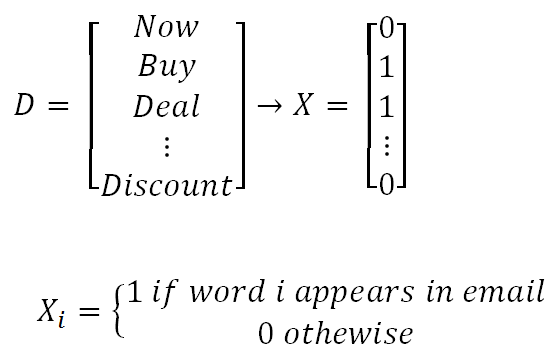 D = [Now Buy Deal ⋮ Discount] → X = [0 1 1 ⋮ 0]
X_i = {1 if word i appears in email
0 othewise